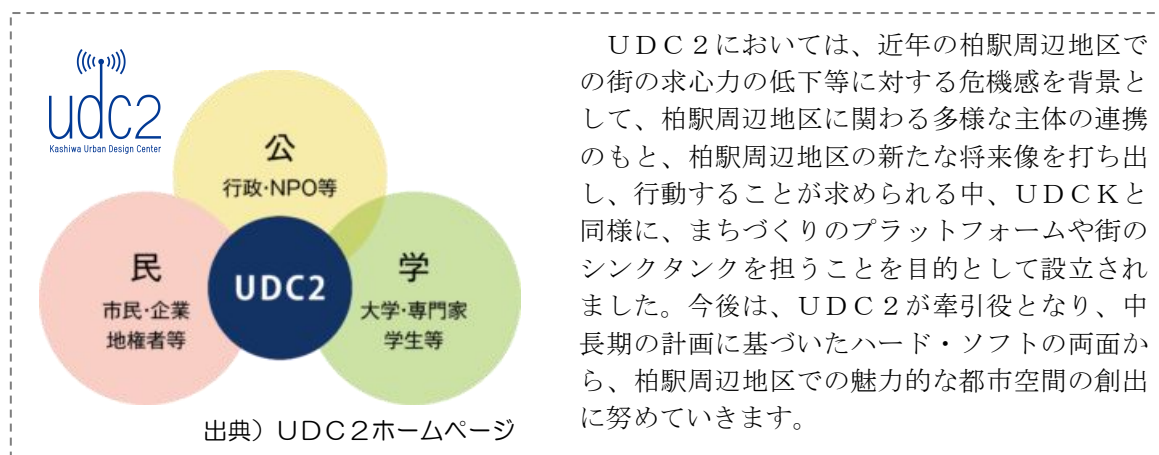 udc2
Kashiwa Urban Design Center
公
行政・NPO等
民
市民・企業
地権者等
UDC2
学
大学・専門家
学生等
出典）ＵＤＣ２ホームページ
ＵＤＣ２においては、近年の柏駅周辺地区で
の街の求心力の低下等に対する危機感を背景と
して、柏駅周辺地区に関わる多様な主体の連携
のもと、柏駅周辺地区の新たな将来像を打ち出
し、行動することが求められる中、ＵＤＣＫと
同様に、まちづくりのプラットフォームや街の
シンクタンクを担うことを目的として設立され
ました。今後は、ＵＤＣ２が牽引役となり、中
長期の計画に基づいたハード・ソフトの両面か
ら、柏駅周辺地区での魅力的な都市空間の創出
に努めていきます。